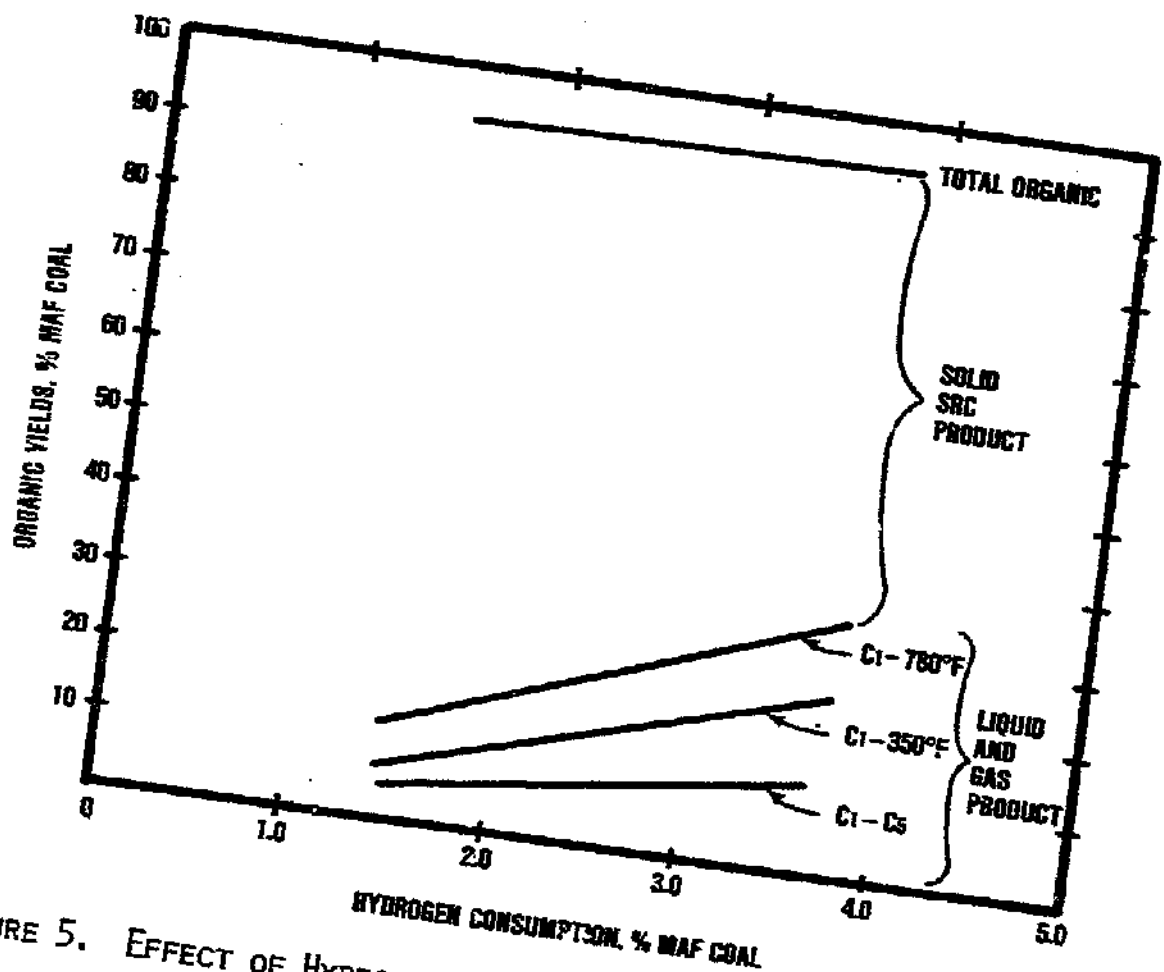 100
90
80
70
60
50
40
30
20
10
0
1.0
2.0
3.0
4.0
5.0
ORGANIC YIELDS, % MAF COAL
HYDROGEN CONSUMPTION, % MAF COAL
TOTAL ORGANIC
SOLID
SRC
PRODUCT
C1-780°F
C1-350°F
C1-C5
LIQUID
AND
GAS
PRODUCT
5. EFFECT OF